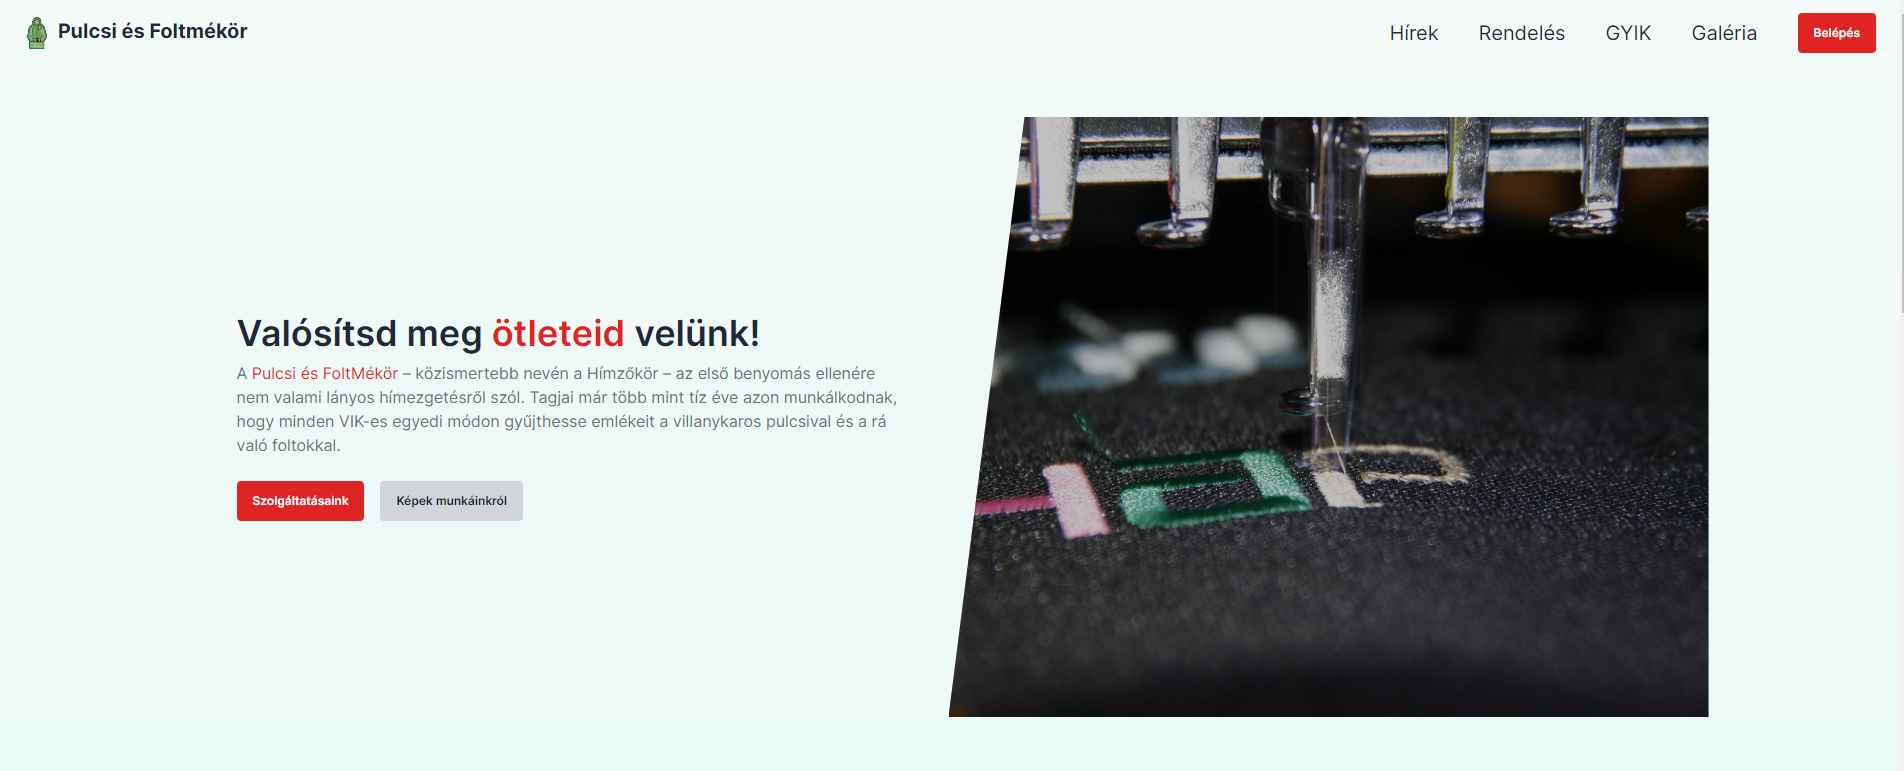 Pulcsi és Foltmékör
Hírek
Rendelés
GYIK
Galéria
Belépés
Valósítsd meg ötleteid velünk!
A Pulcsi és FoltMékör – közismertebb nevén a Hímzőkör – az első benyomás ellenére
nem valami lányos hímezgetésről szól. Tagjai már több mint tíz éve azon munkálkodnak,
hogy minden VIK-es egyedi módon gyűjthesse emlékeit a villanykaros pulcsival és a rá
való foltokkal.
Szolgáltatásaink
Képek munkáinkról